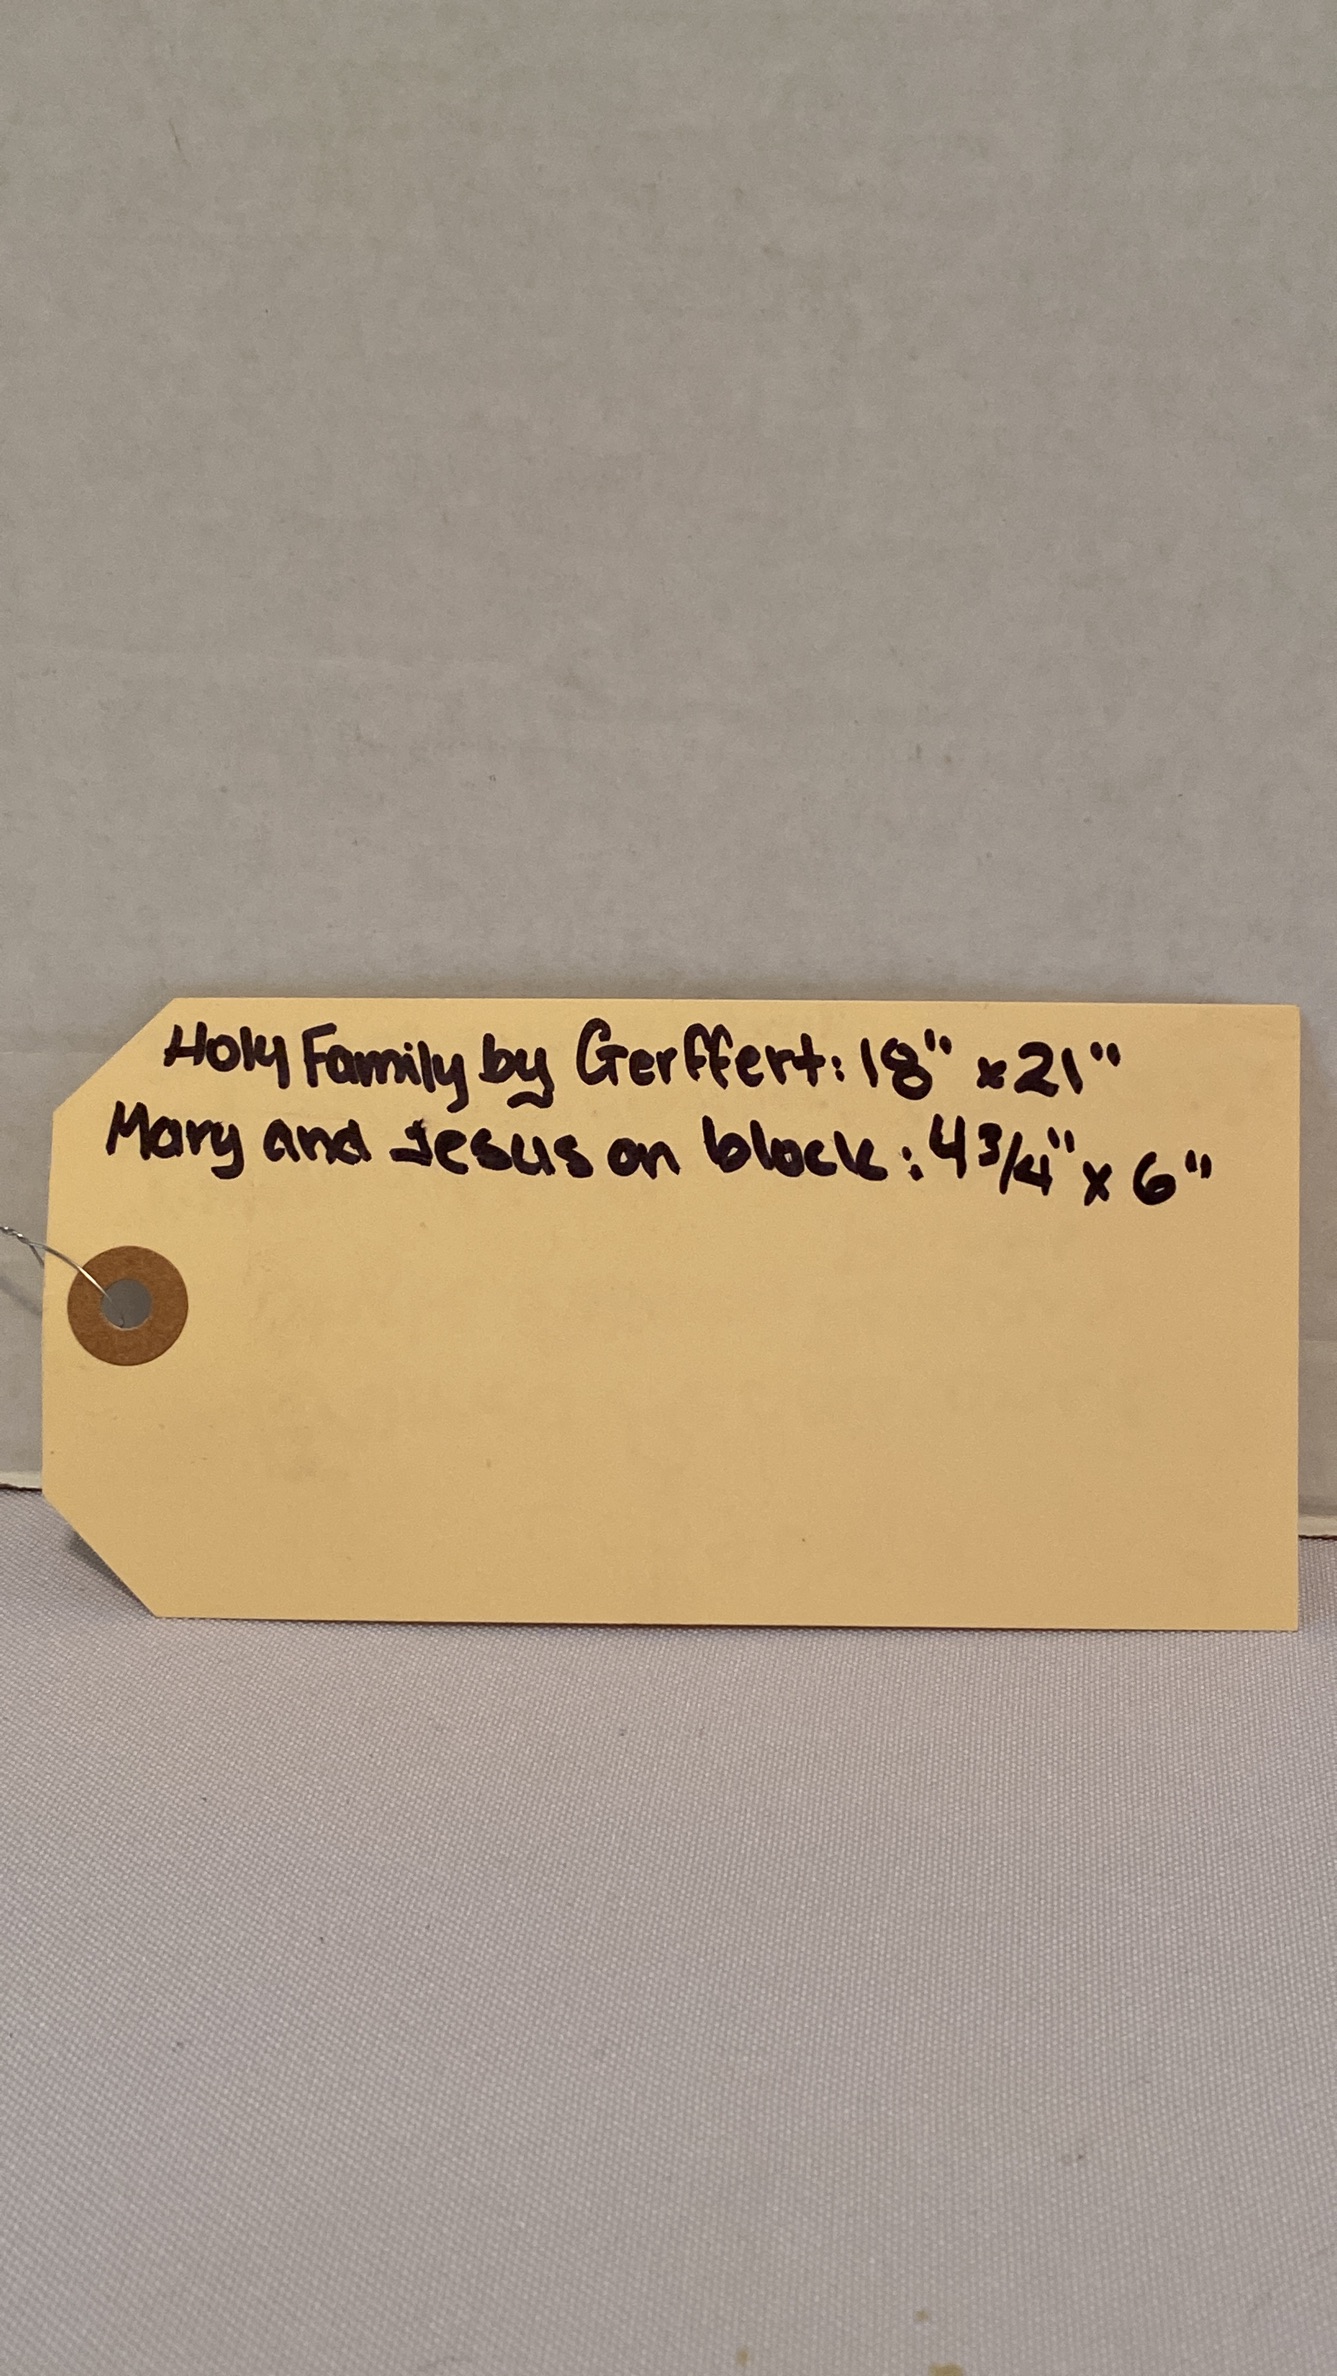 Holy Family by Gerffert: 18" x 21"
Mary and Jesus on block: 4 3/4" x 6"